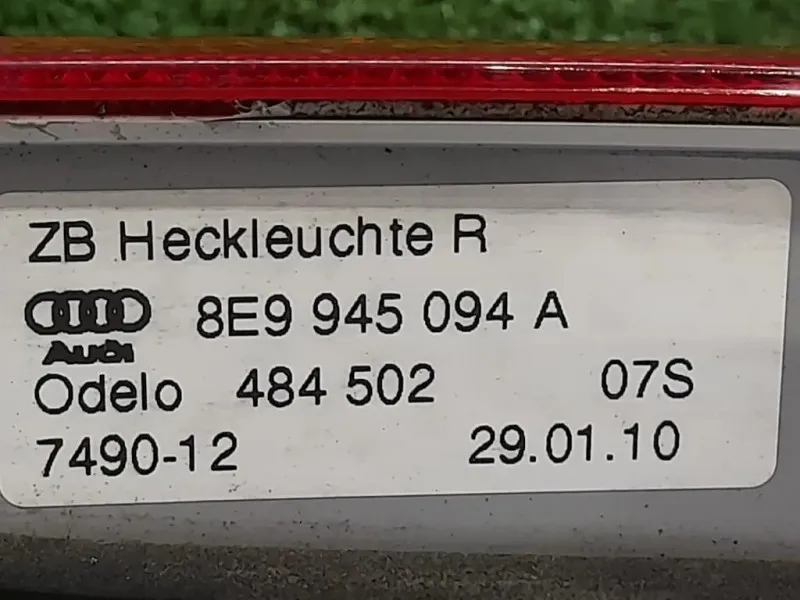 ZB Heckleuchte R
8E9 945 094 A
Audi
Odelo 484 502 07S
7490-12 29.01.10